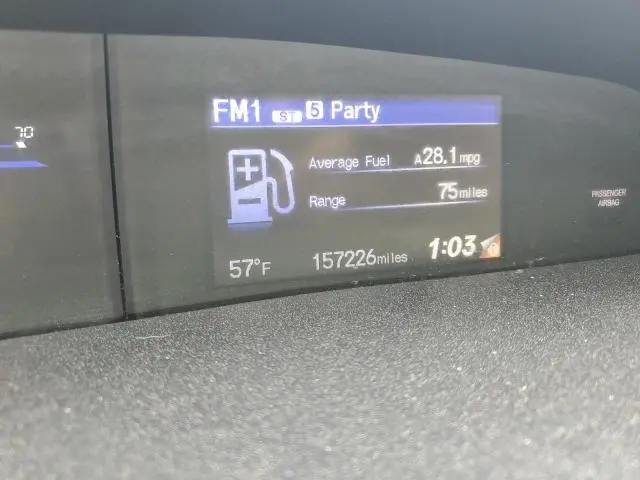 70
FM1 ST 5 Party
Average Fuel A28.1mpg
Range 75miles
57°F 157226miles 1:03
PASSENGER
AIRBAG